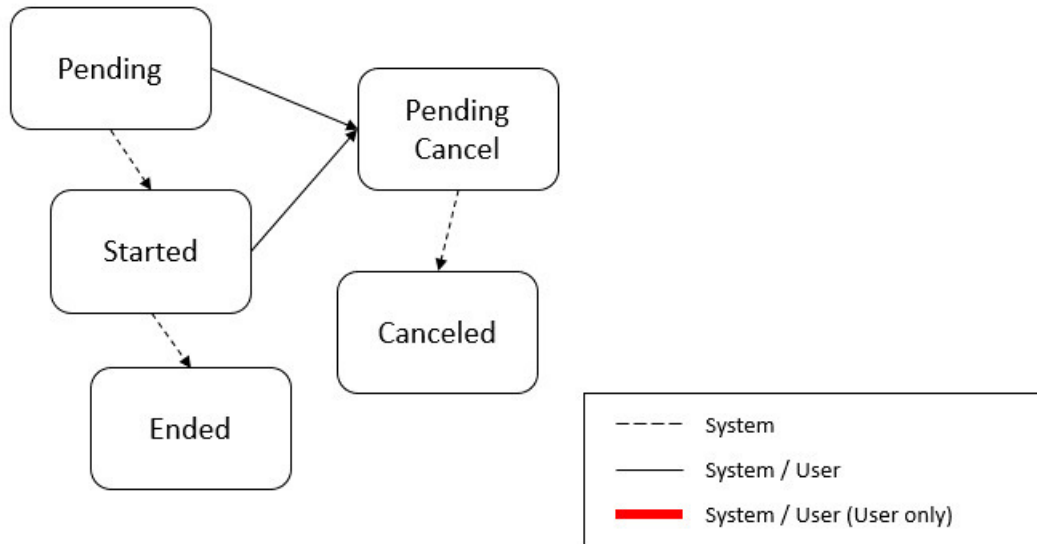 Pending
Pending
Cancel
Started
Canceled
Ended
System
System / User
System / User (User only)